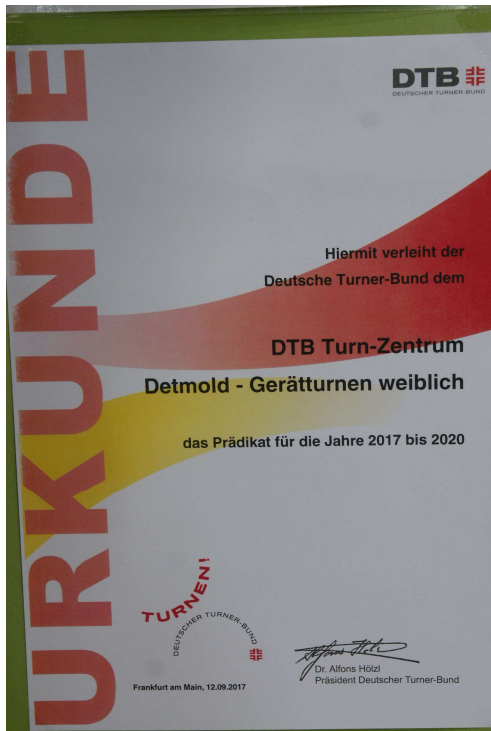 URKUNDE
DTB
DEUTSCHER TURNER-BUND
Hiermit verleiht der
Deutsche Turner-Bund dem
DTB Turn-Zentrum
Detmold - Gerätturnen weiblich
das Prädikat für die Jahre 2017 bis 2020
TURNEN!
DEUTSCHER TURNER-BUND
Frankfurt am Main, 12.09.2017
Alfons Hölzl
Dr. Alfons Hölzl
Präsident Deutscher Turner-Bund